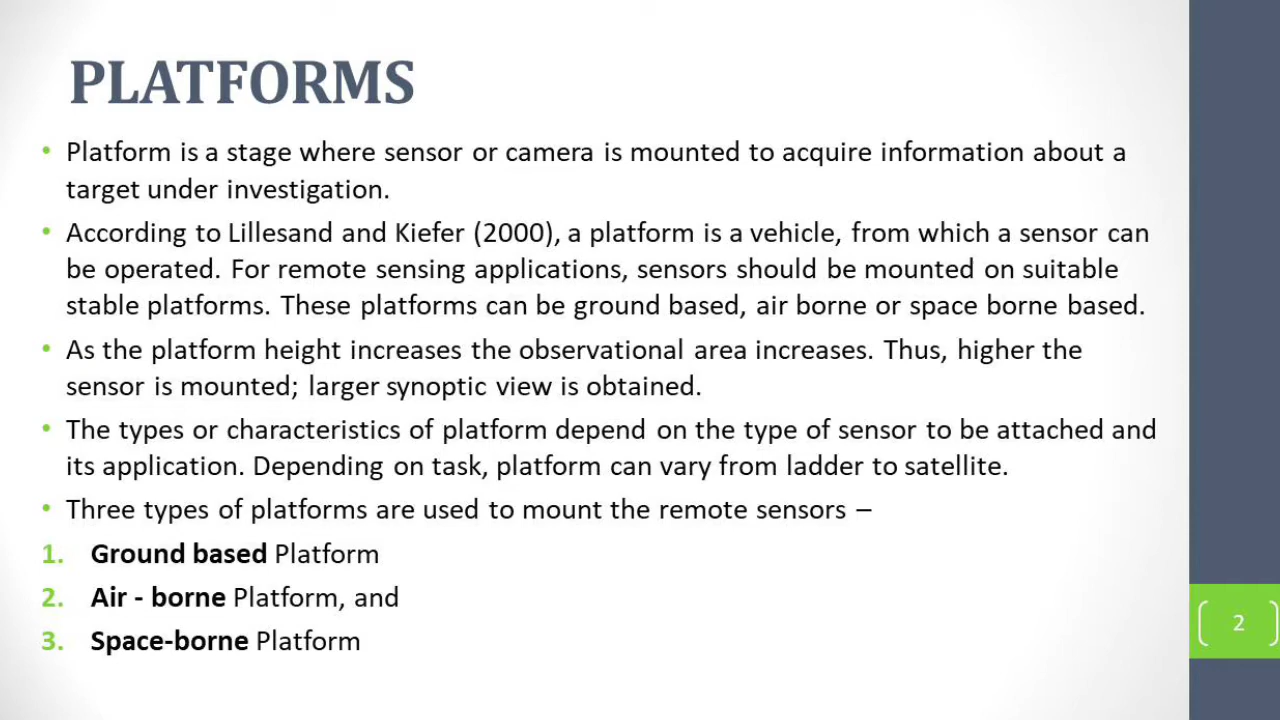 PLATFORMS
• Platform is a stage where sensor or camera is mounted to acquire information about a
target under investigation.
• According to Lillesand and Kiefer (2000), a platform is a vehicle, from which a sensor can
be operated. For remote sensing applications, sensors should be mounted on suitable
stable platforms. These platforms can be ground based, air borne or space borne based.
• As the platform height increases the observational area increases. Thus, higher the
sensor is mounted; larger synoptic view is obtained.
• The types or characteristics of platform depend on the type of sensor to be attached and
its application. Depending on task, platform can vary from ladder to satellite.
• Three types of platforms are used to mount the remote sensors –
1. Ground based Platform
2. Air - borne Platform, and
3. Space-borne Platform
2